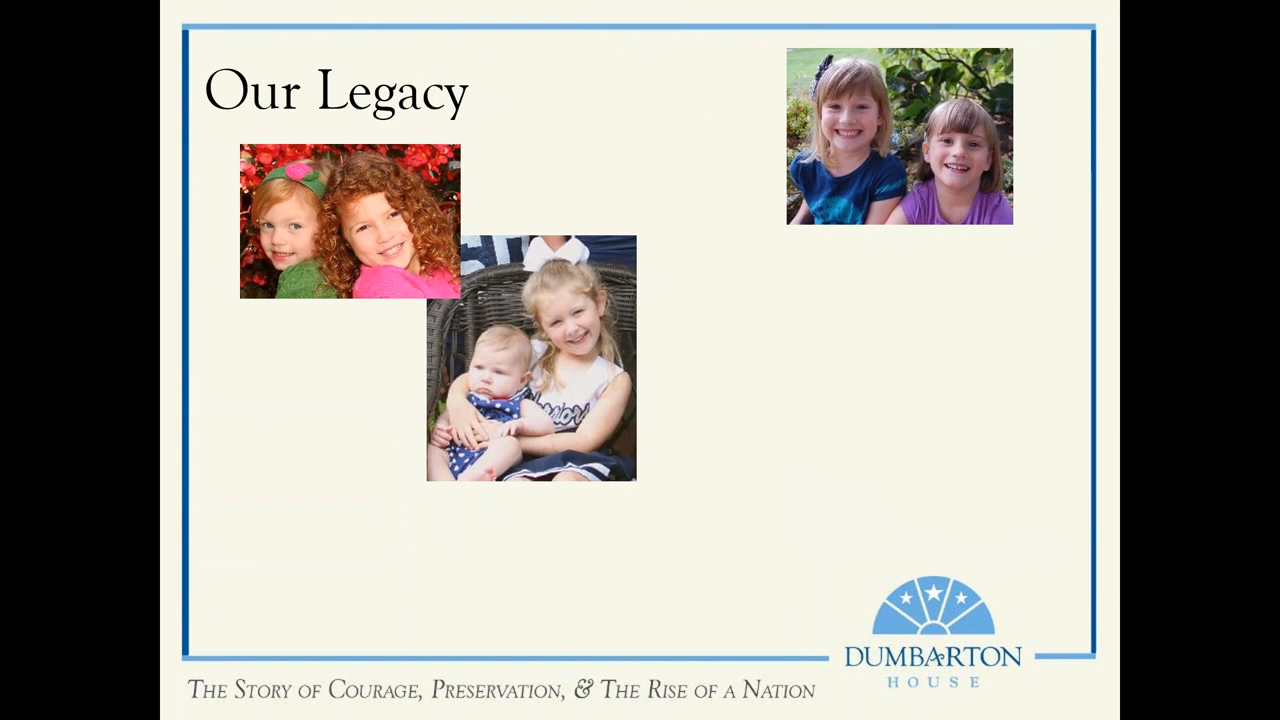 Our Legacy
DUMBARTON
HOUSE
THE STORY OF COURAGE, PRESERVATION, & THE RISE OF A NATION